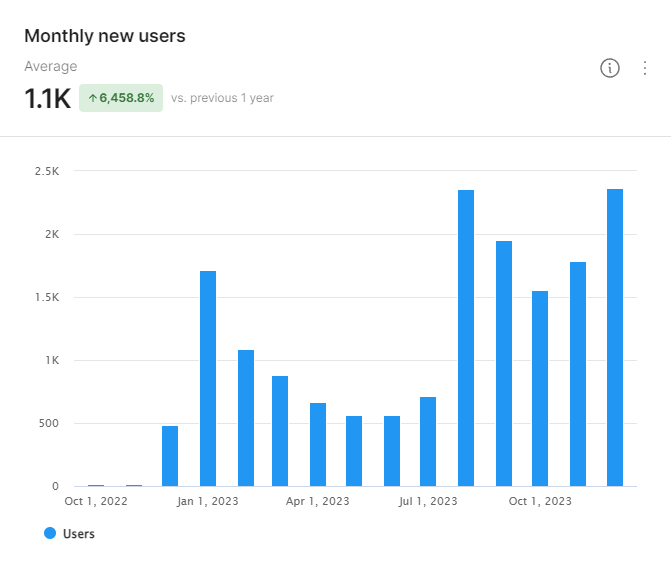 Monthly new users
Average
1.1K ↑ 6,458.8% vs. previous 1 year
2.5K
2K
1.5K
1K
500
0
Oct 1, 2022 Jan 1, 2023 Apr 1, 2023 Jul 1, 2023 Oct 1, 2023
Users